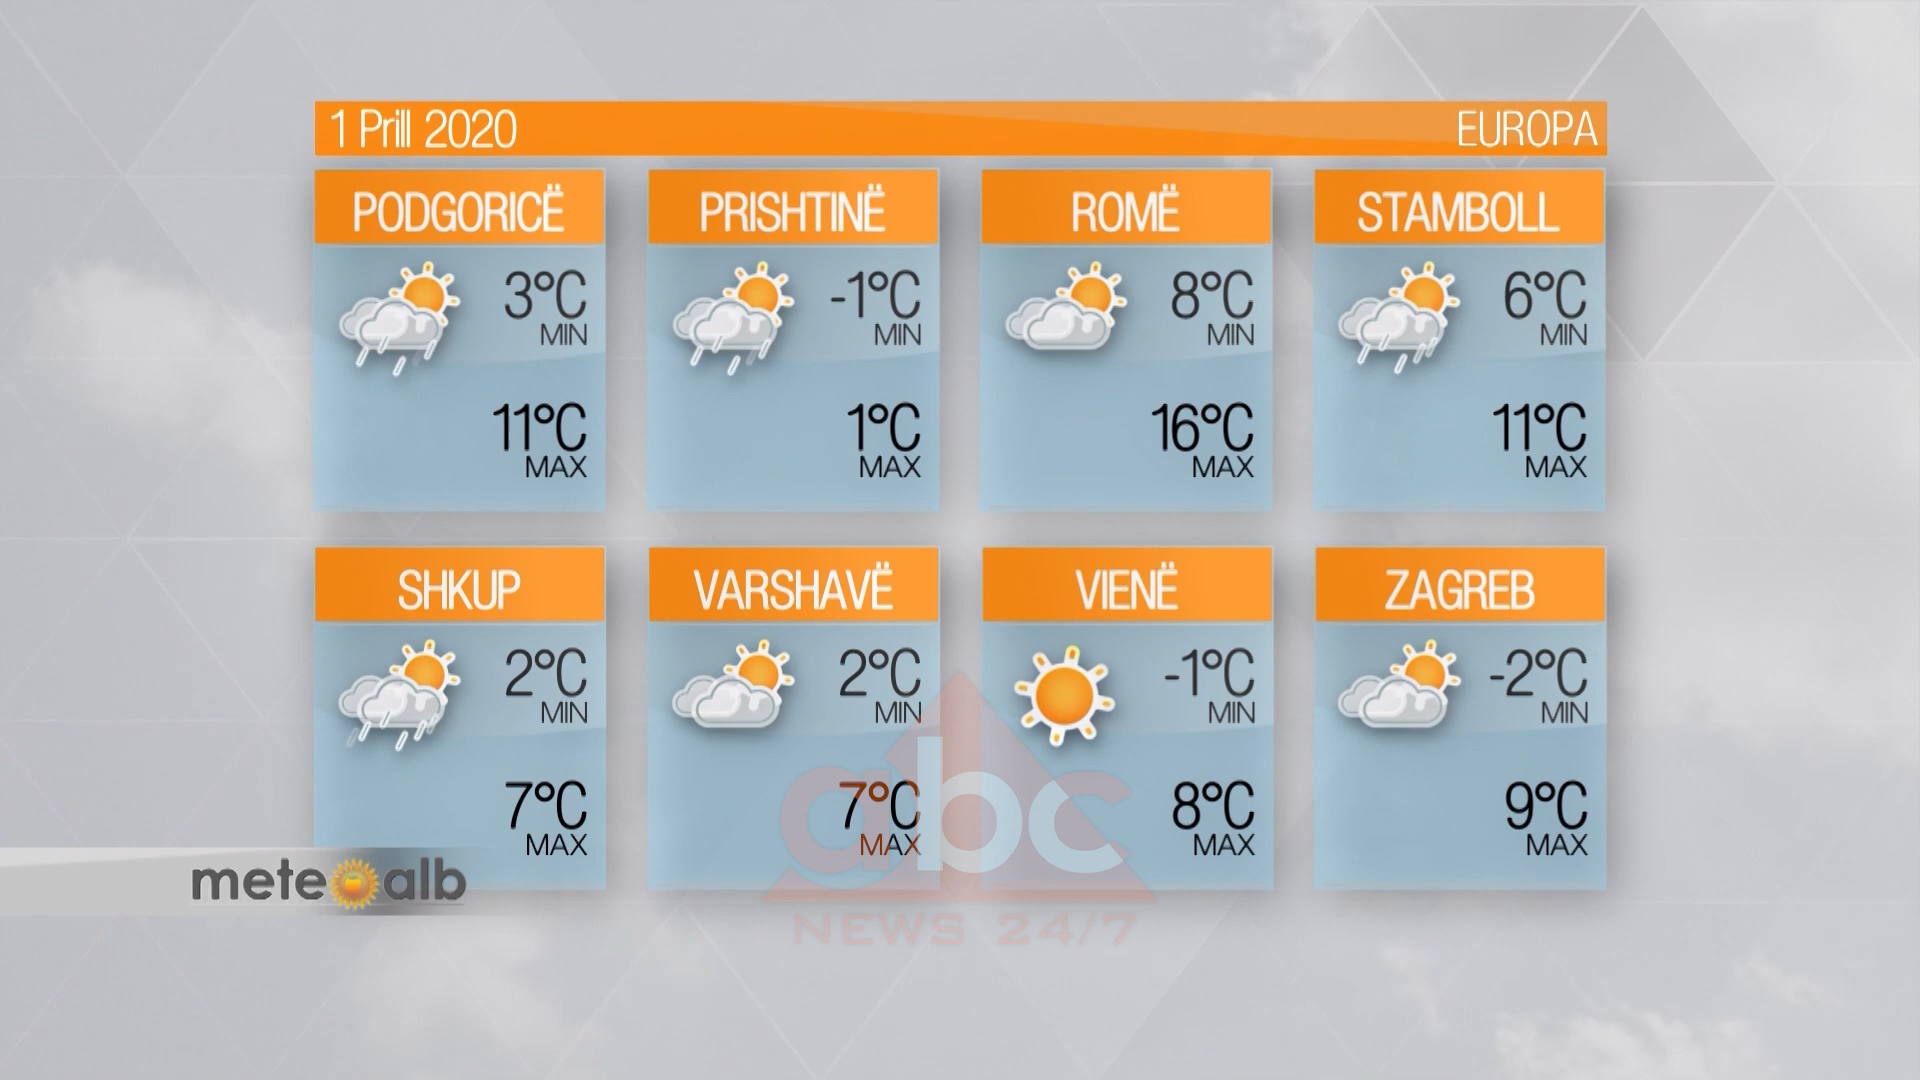 1 Prill 2020
EUROPA
PODGORICË
3°C
MIN
11°C
MAX
PRISHTINË
-1°C
MIN
1°C
MAX
ROMË
8°C
MIN
16°C
MAX
STAMBOLL
6°C
MIN
11°C
MAX
SHKUP
2°C
MIN
7°C
MAX
VARSHAVË
2°C
MIN
7°C
MAX
VIENË
-1°C
MIN
8°C
MAX
ZAGREB
-2°C
MIN
9°C
MAX
meteoalb
abc
NEWS 24/7